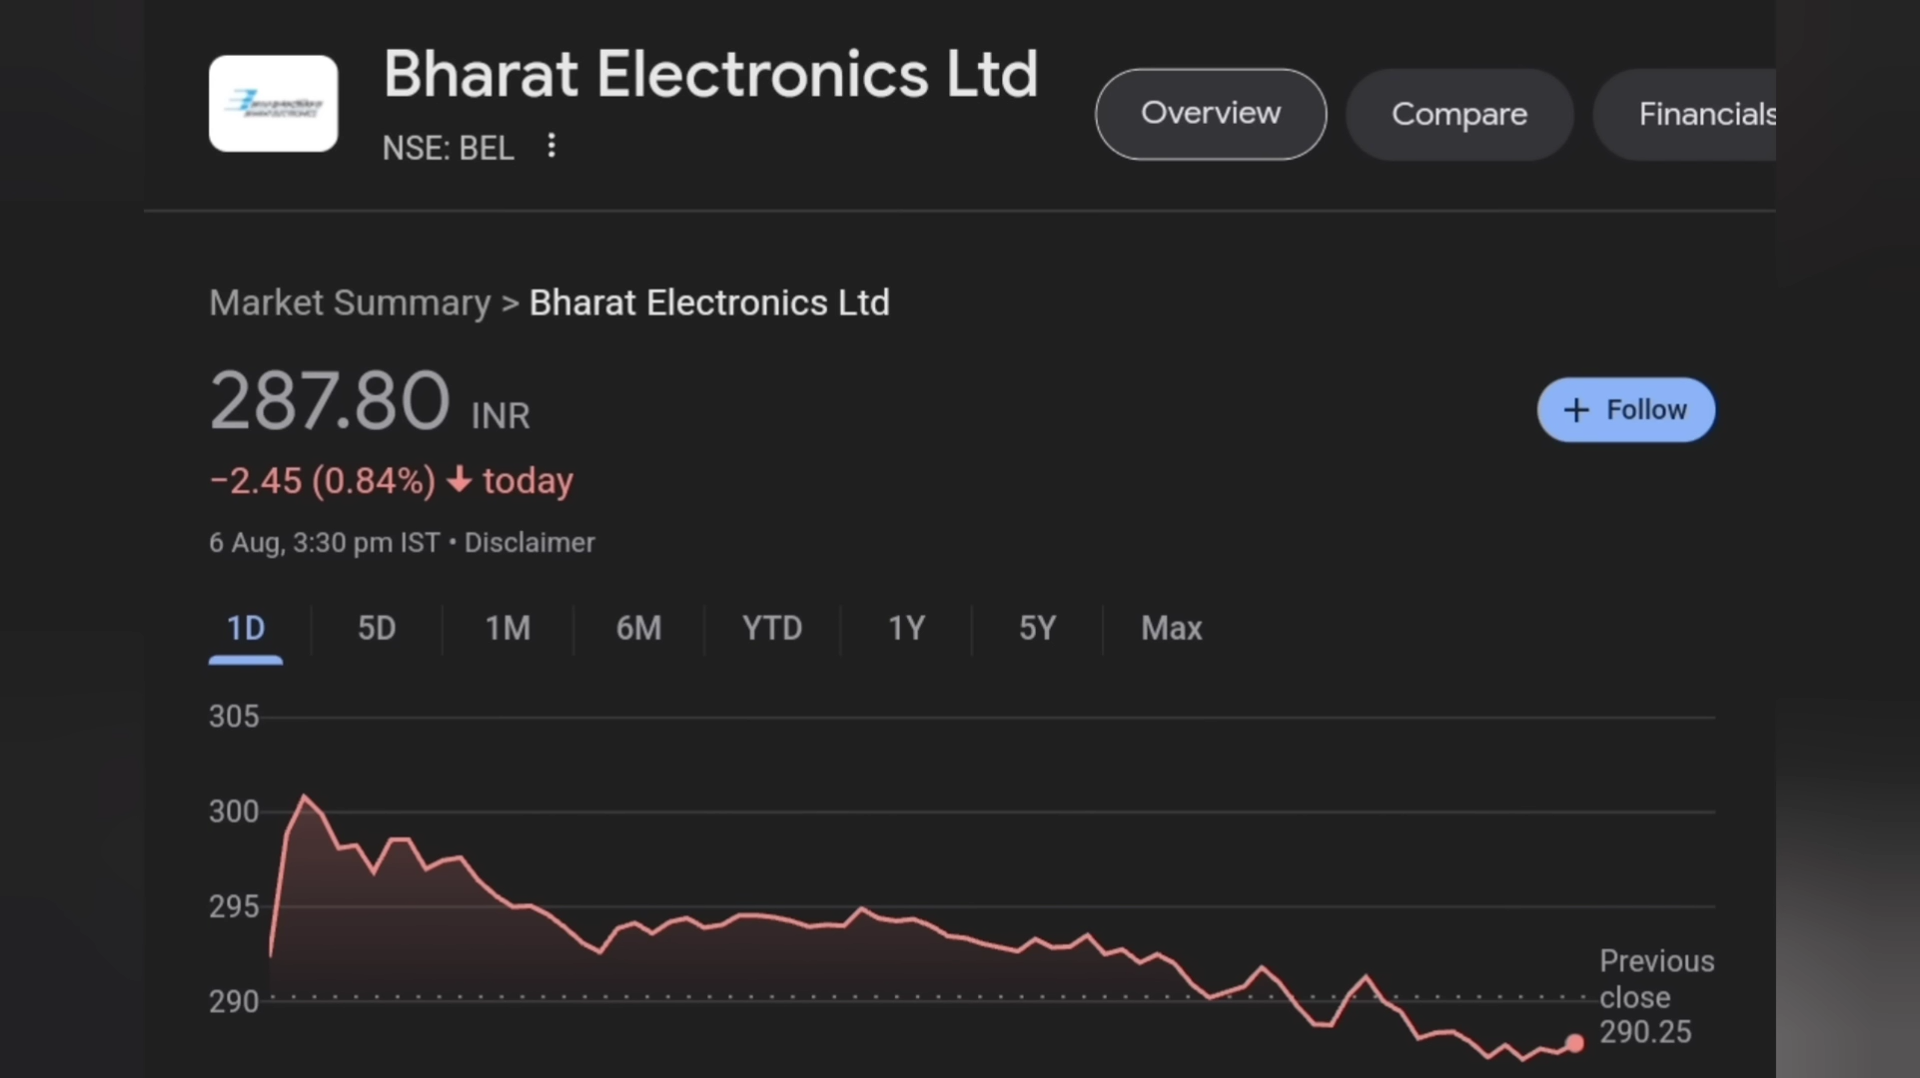 Bharat Electronics Ltd
NSE: BEL
Overview
Compare
Financials
Market Summary > Bharat Electronics Ltd
287.80 INR
+ Follow
−2.45 (0.84%) ↓ today
6 Aug, 3:30 pm IST • Disclaimer
1D 5D 1M 6M YTD 1Y 5Y Max
305
300
295
290
Previous
close
290.25